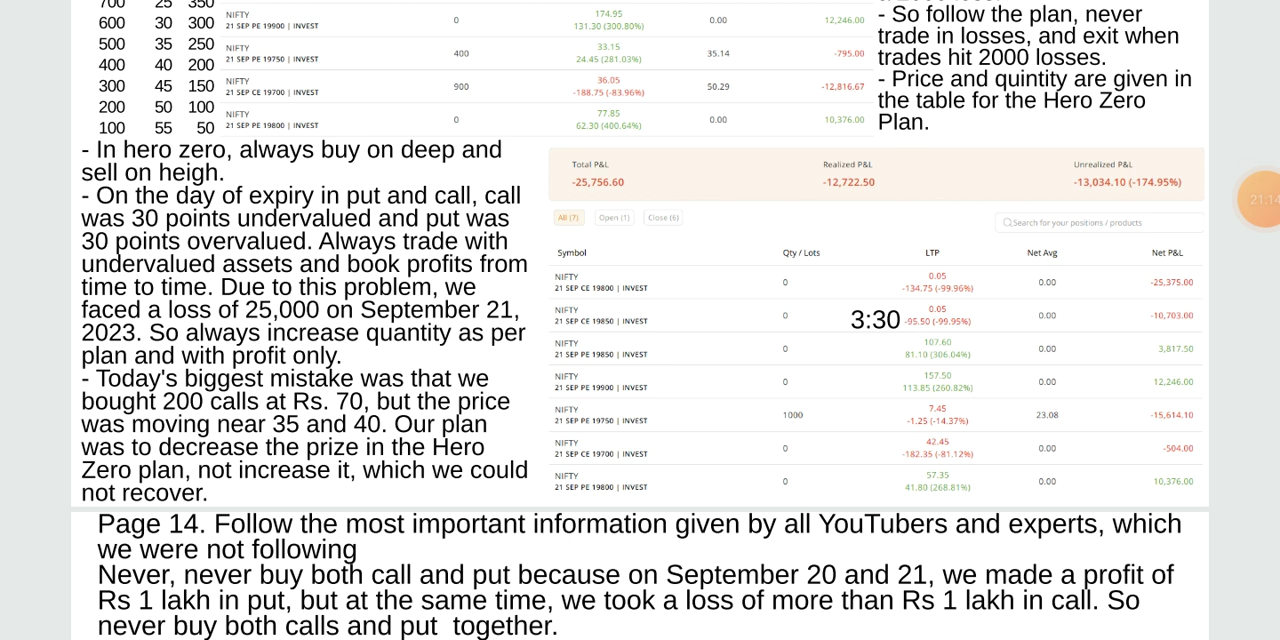 700 25 350
600 30 300
500 35 250
400 40 200
300 45 150
200 50 100
100 55 50
NIFTY
21 SEP PE 19900 | INVEST
0
174.95
131.30 (300.80%)
0.00
12,246.00
NIFTY
21 SEP PE 19750 | INVEST
400
33.15
24.45 (281.03%)
35.14
-795.00
NIFTY
21 SEP CE 19700 | INVEST
900
36.05
-188.75 (-83.96%)
50.29
-12,816.67
NIFTY
21 SEP PE 19800 | INVEST
0
77.85
62.30 (400.64%)
0.00
10,376.00
- So follow the plan, never
trade in losses, and exit when
trades hit 2000 losses.
- Price and quintity are given in
the table for the Hero Zero
Plan.
- In hero zero, always buy on deep and
sell on heigh.
- On the day of expiry in put and call, call
was 30 points undervalued and put was
30 points overvalued. Always trade with
undervalued assets and book profits from
time to time. Due to this problem, we
faced a loss of 25,000 on September 21,
2023. So always increase quantity as per
plan and with profit only.
- Today's biggest mistake was that we
bought 200 calls at Rs. 70, but the price
was moving near 35 and 40. Our plan
was to decrease the prize in the Hero
Zero plan, not increase it, which we could
not recover.
Total P&L
-25,756.60
Realized P&L
-12,722.50
Unrealized P&L
-13,034.10 (-174.95%)
All (7) Open (1) Close (6)
Search for your positions / products
Symbol Qty / Lots LTP Net Avg Net P&L
NIFTY
21 SEP CE 19800 | INVEST
0
0.05
-134.75 (-99.96%)
0.00
-25,375.00
NIFTY
21 SEP CE 19850 | INVEST
0
3:30
0.05
-95.50 (-99.95%)
0.00
-10,703.00
NIFTY
21 SEP PE 19850 | INVEST
0
107.60
81.10 (306.04%)
0.00
3,817.50
NIFTY
21 SEP PE 19900 | INVEST
0
157.50
113.85 (260.82%)
0.00
12,246.00
NIFTY
21 SEP PE 19750 | INVEST
1000
7.45
-1.25 (-14.37%)
23.08
-15,614.10
NIFTY
21 SEP CE 19700 | INVEST
0
42.45
-182.35 (-81.12%)
0.00
-504.00
NIFTY
21 SEP PE 19800 | INVEST
0
57.35
41.80 (268.81%)
0.00
10,376.00
21:14
Page 14. Follow the most important information given by all YouTubers and experts, which
we were not following
Never, never buy both call and put because on September 20 and 21, we made a profit of
Rs 1 lakh in put, but at the same time, we took a loss of more than Rs 1 lakh in call. So
never buy both calls and put together.